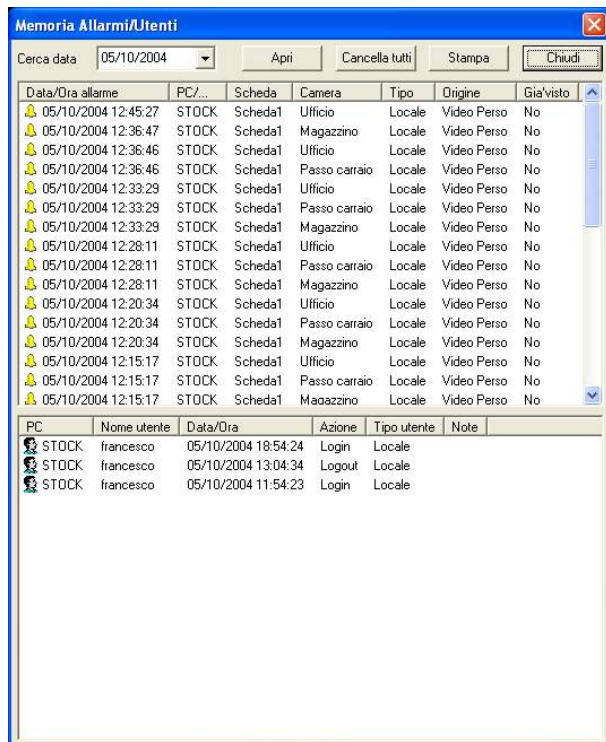 Memoria Allarmi/Utenti
Cerca data 05/10/2004 Apri Cancella tutti Stampa Chiudi
Data/Ora allarme PC/... Scheda Camera Tipo Origine Gia'visto
05/10/2004 12:45:27 STOCK Scheda1 Ufficio Locale Video Perso No
05/10/2004 12:36:47 STOCK Scheda1 Magazzino Locale Video Perso No
05/10/2004 12:36:46 STOCK Scheda1 Ufficio Locale Video Perso No
05/10/2004 12:36:46 STOCK Scheda1 Passo carraio Locale Video Perso No
05/10/2004 12:33:29 STOCK Scheda1 Ufficio Locale Video Perso No
05/10/2004 12:33:29 STOCK Scheda1 Passo carraio Locale Video Perso No
05/10/2004 12:33:29 STOCK Scheda1 Magazzino Locale Video Perso No
05/10/2004 12:28:11 STOCK Scheda1 Ufficio Locale Video Perso No
05/10/2004 12:28:11 STOCK Scheda1 Passo carraio Locale Video Perso No
05/10/2004 12:28:11 STOCK Scheda1 Magazzino Locale Video Perso No
05/10/2004 12:20:34 STOCK Scheda1 Ufficio Locale Video Perso No
05/10/2004 12:20:34 STOCK Scheda1 Passo carraio Locale Video Perso No
05/10/2004 12:20:34 STOCK Scheda1 Magazzino Locale Video Perso No
05/10/2004 12:15:17 STOCK Scheda1 Ufficio Locale Video Perso No
05/10/2004 12:15:17 STOCK Scheda1 Passo carraio Locale Video Perso No
05/10/2004 12:15:17 STOCK Scheda1 Magazzino Locale Video Perso No
PC Nome utente Data/Ora Azione Tipo utente Note
STOCK francesco 05/10/2004 18:54:24 Login Locale
STOCK francesco 05/10/2004 13:04:34 Logout Locale
STOCK francesco 05/10/2004 11:54:23 Login Locale